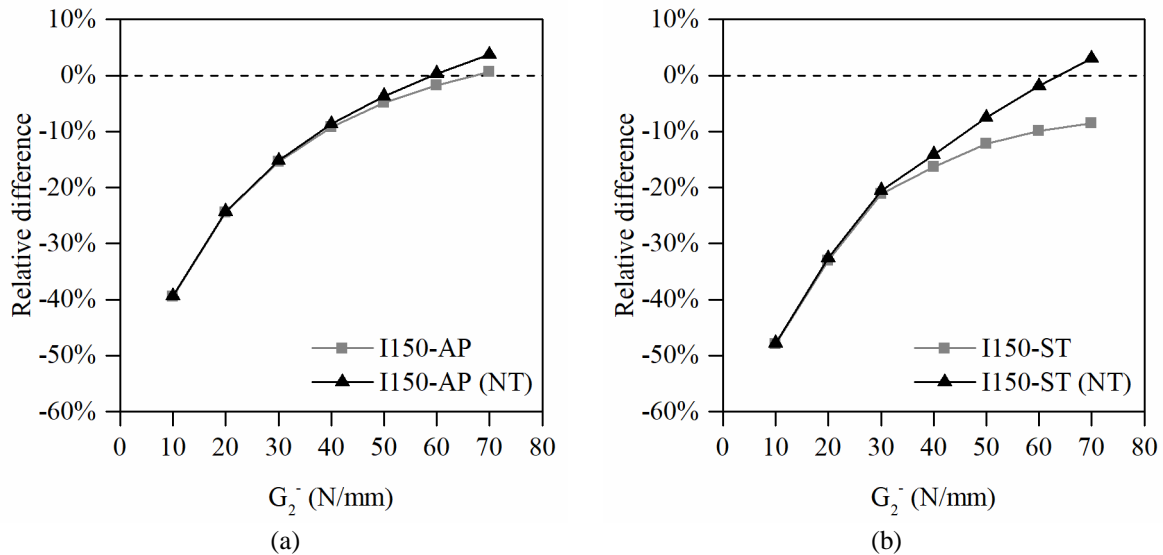 10%
0%
-10%
-20%
-30%
-40%
-50%
-60%
Relative difference
I150-AP
I150-AP (NT)
0 10 20 30 40 50 60 70 80
G₂⁻ (N/mm)
(a)
10%
0%
-10%
-20%
-30%
-40%
-50%
-60%
Relative difference
I150-ST
I150-ST (NT)
0 10 20 30 40 50 60 70 80
G₂⁻ (N/mm)
(b)